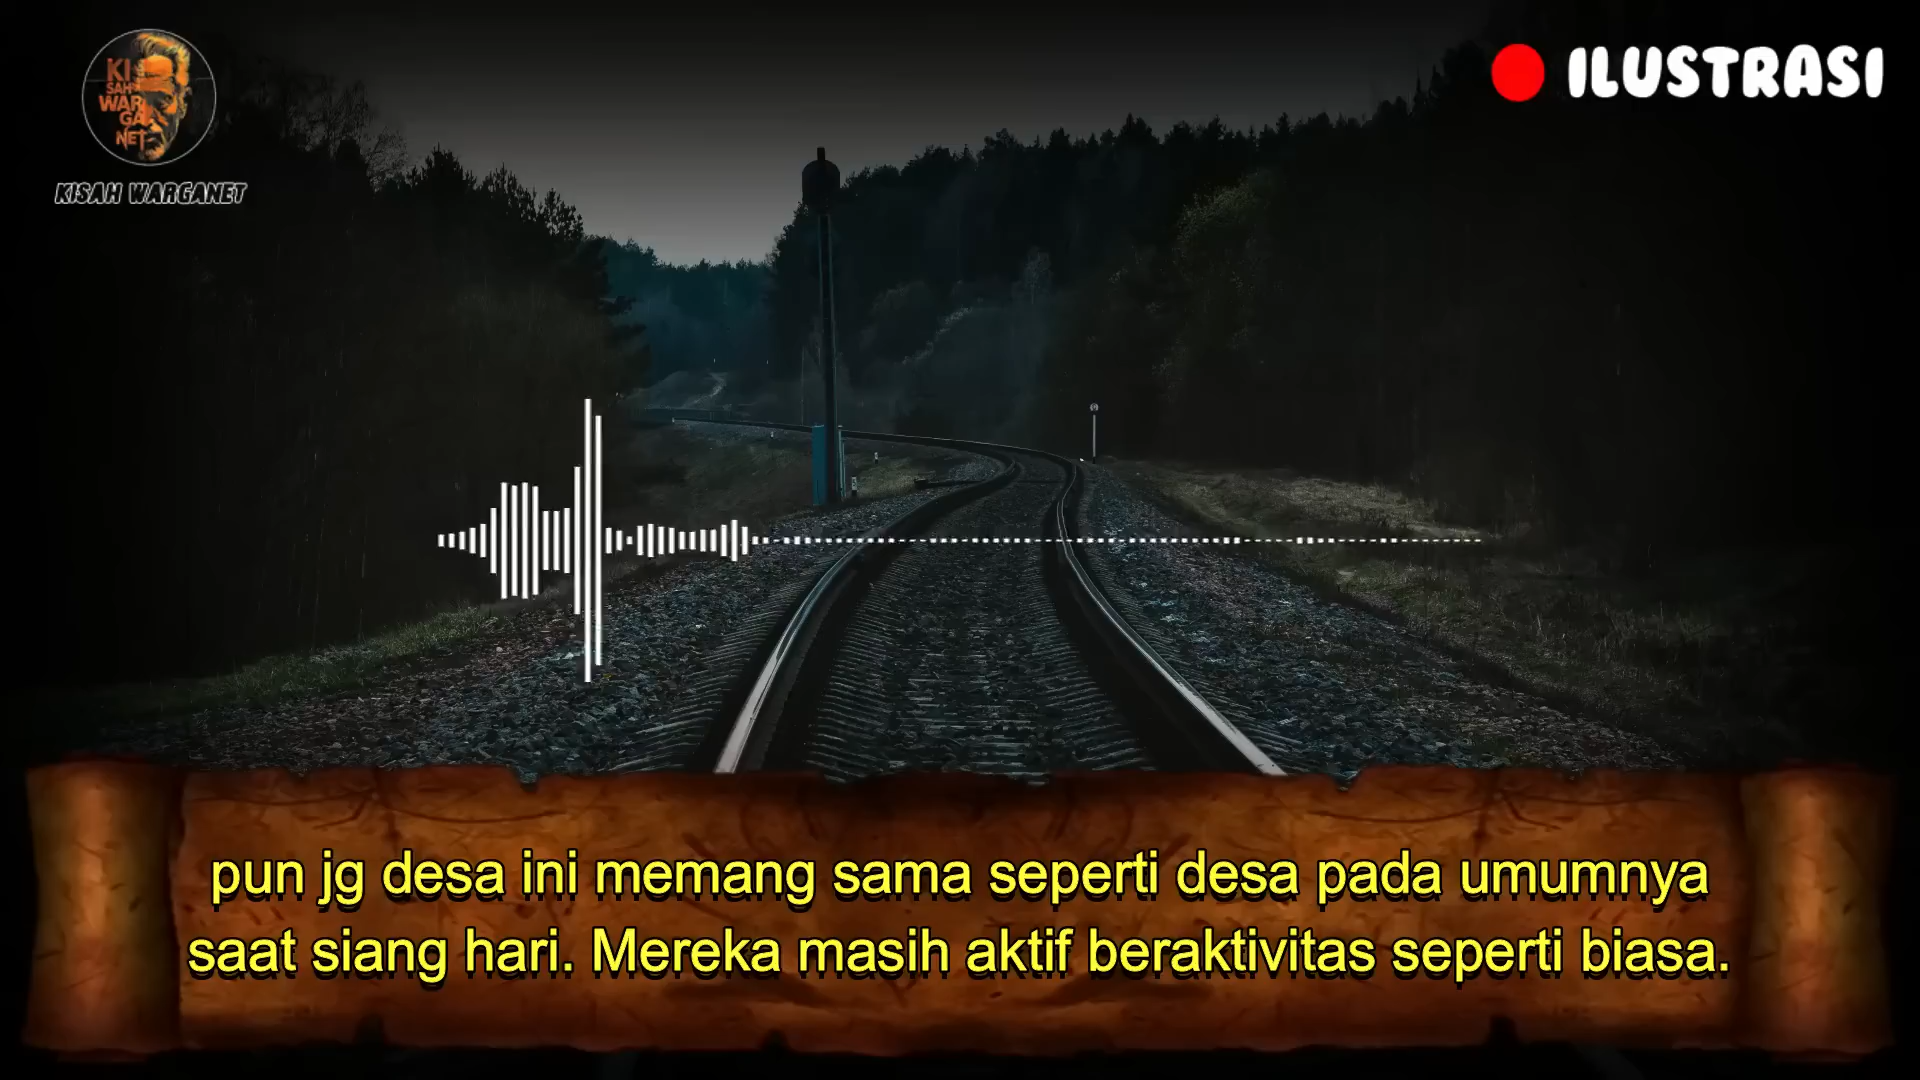 KI
SAH
WAR
GA
NET
KISAH WARGANET
ILUSTRASI
pun jg desa ini memang sama seperti desa pada umumnya
saat siang hari. Mereka masih aktif beraktivitas seperti biasa.